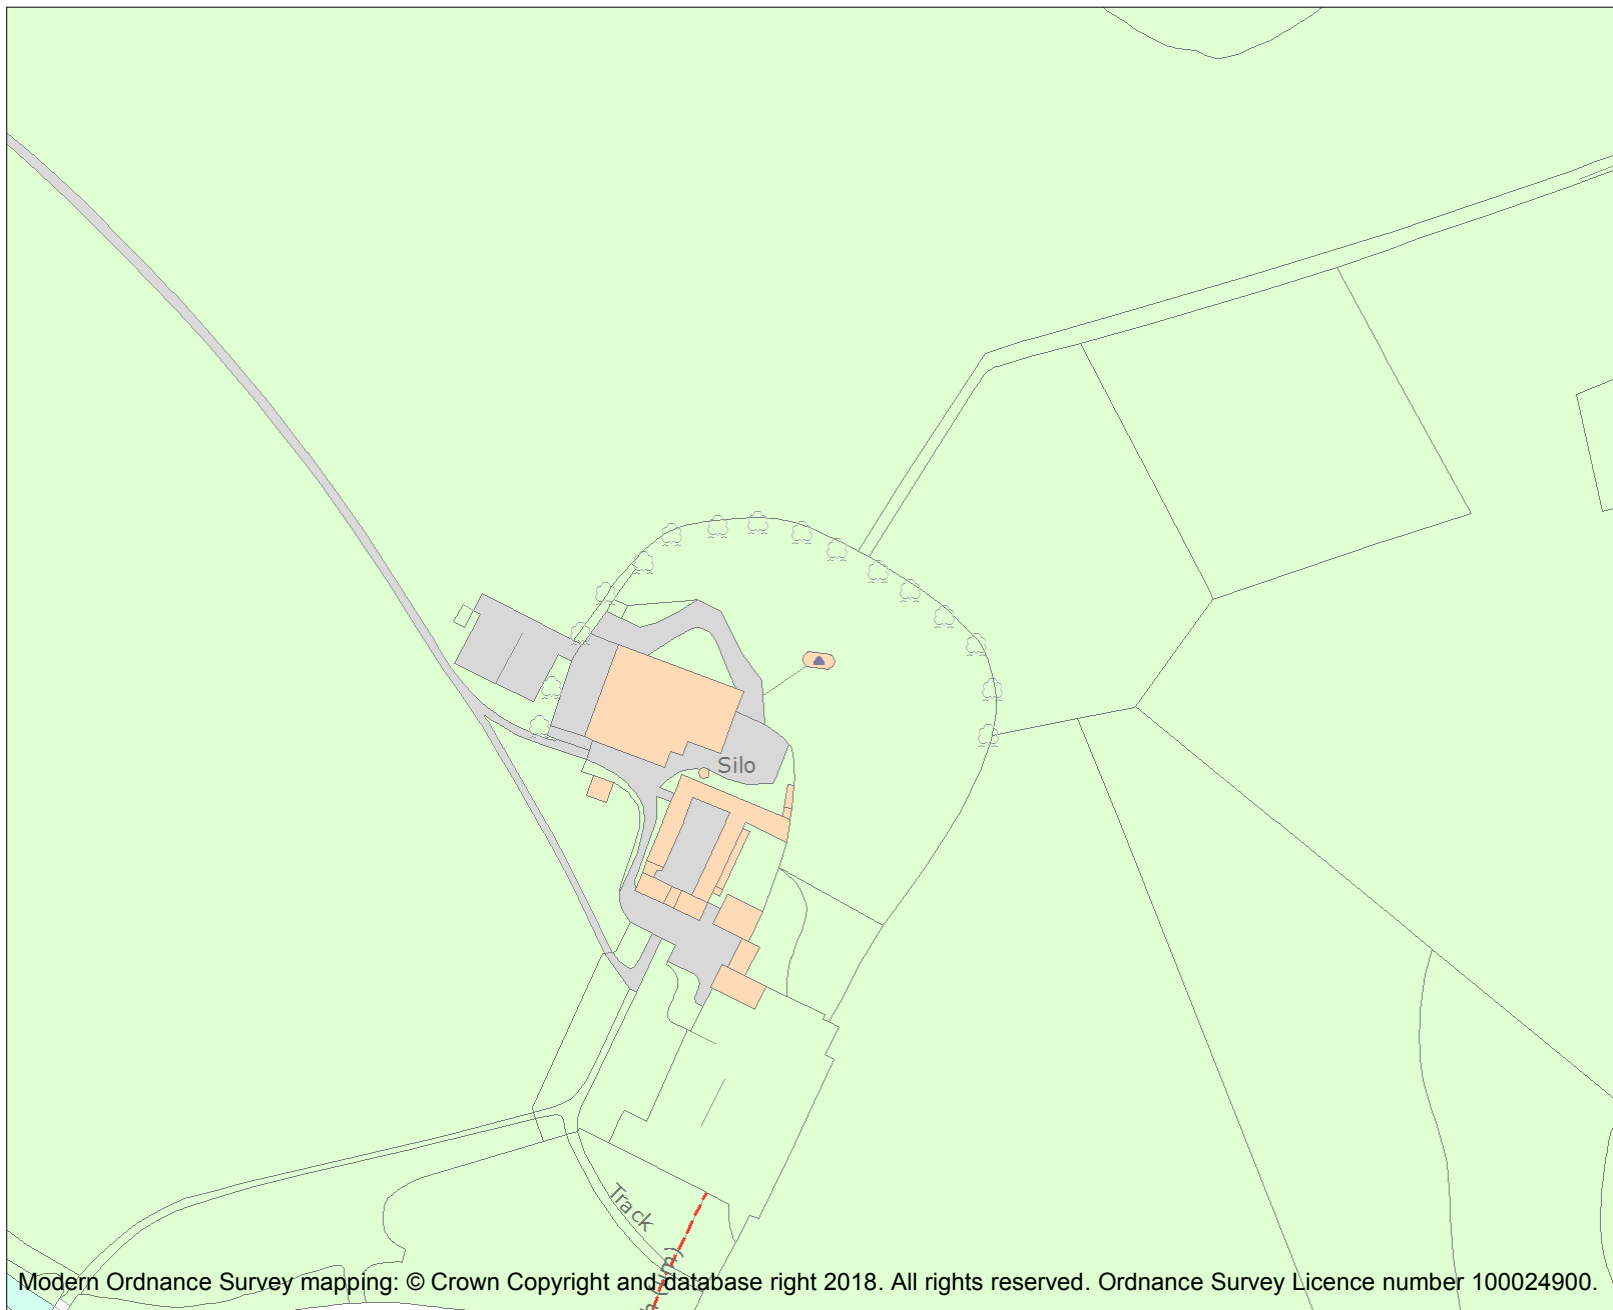 Silo
Track
Modern Ordnance Survey mapping: © Crown Copyright and database right 2018. All rights reserved. Ordnance Survey Licence number 100024900.